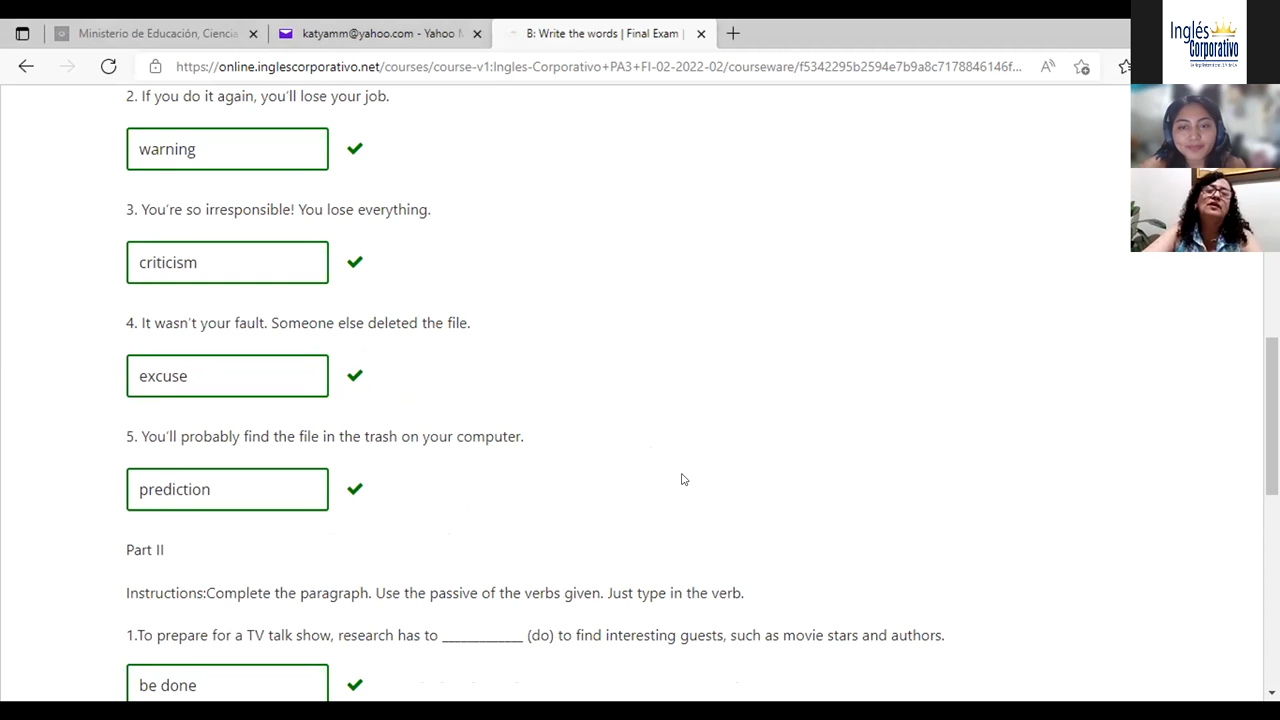 Ministerio de Educación, Ciencia
katyamm@yahoo.com - Yahoo M
B: Write the words | Final Exam |
https://online.inglescorporativo.net/courses/course-v1:Ingles-Corporativo+PA3+FI-02-2022-02/courseware/f5342295b2594e7b9a8c7178846146f...
Inglés
Corporativo
2. If you do it again, you'll lose your job.
warning
3. You're so irresponsible! You lose everything.
criticism
4. It wasn't your fault. Someone else deleted the file.
excuse
5. You'll probably find the file in the trash on your computer.
prediction
Part II
Instructions:Complete the paragraph. Use the passive of the verbs given. Just type in the verb.
1.To prepare for a TV talk show, research has to _____________ (do) to find interesting guests, such as movie stars and authors.
be done